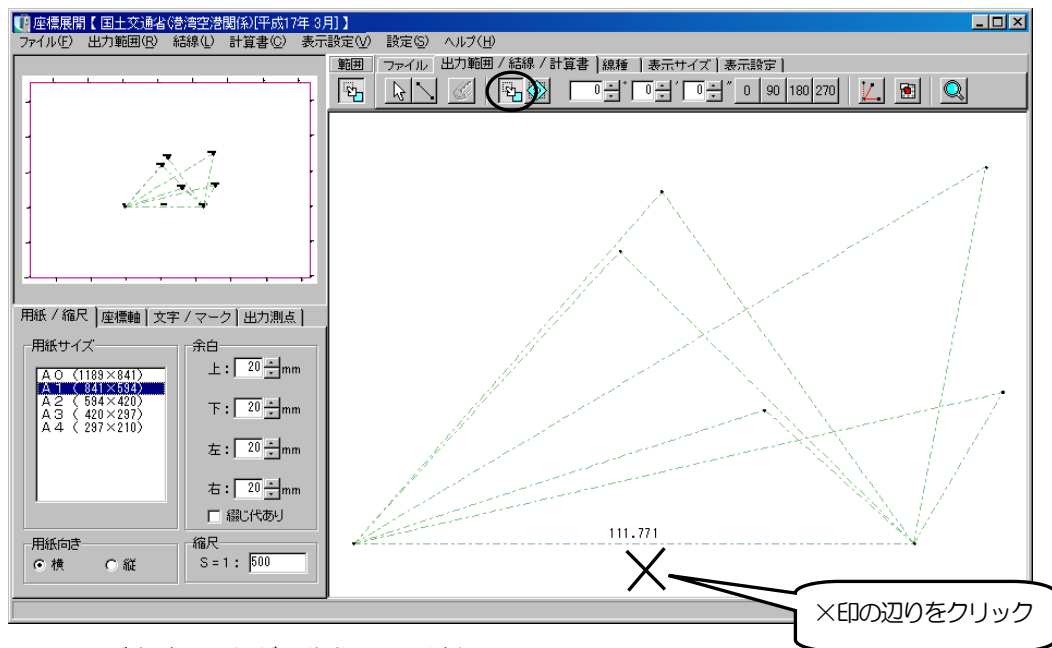 座標展開【 国土交通省(港湾空港関係)[平成17年 3月] 】
ファイル(F) 出力範囲(R) 結線(L) 計算書(C) 表示設定(V) 設定(S) ヘルプ(H)
範囲 ファイル 出力範囲 / 結線 / 計算書 線種 表示サイズ 表示設定
0 ° 0 ′ 0 ″ 0 90 180 270
用紙 / 縮尺 座標軸 文字 / マーク 出力測点
用紙サイズ
A0 (1189×841)
A1 ( 841×594)
A2 ( 594×420)
A3 ( 420×297)
A4 ( 297×210)
余白
上: 20 mm
下: 20 mm
左: 20 mm
右: 20 mm
綴じ代あり
用紙向き
横 縦
縮尺
S=1: 500
111.771
×印の辺りをクリック